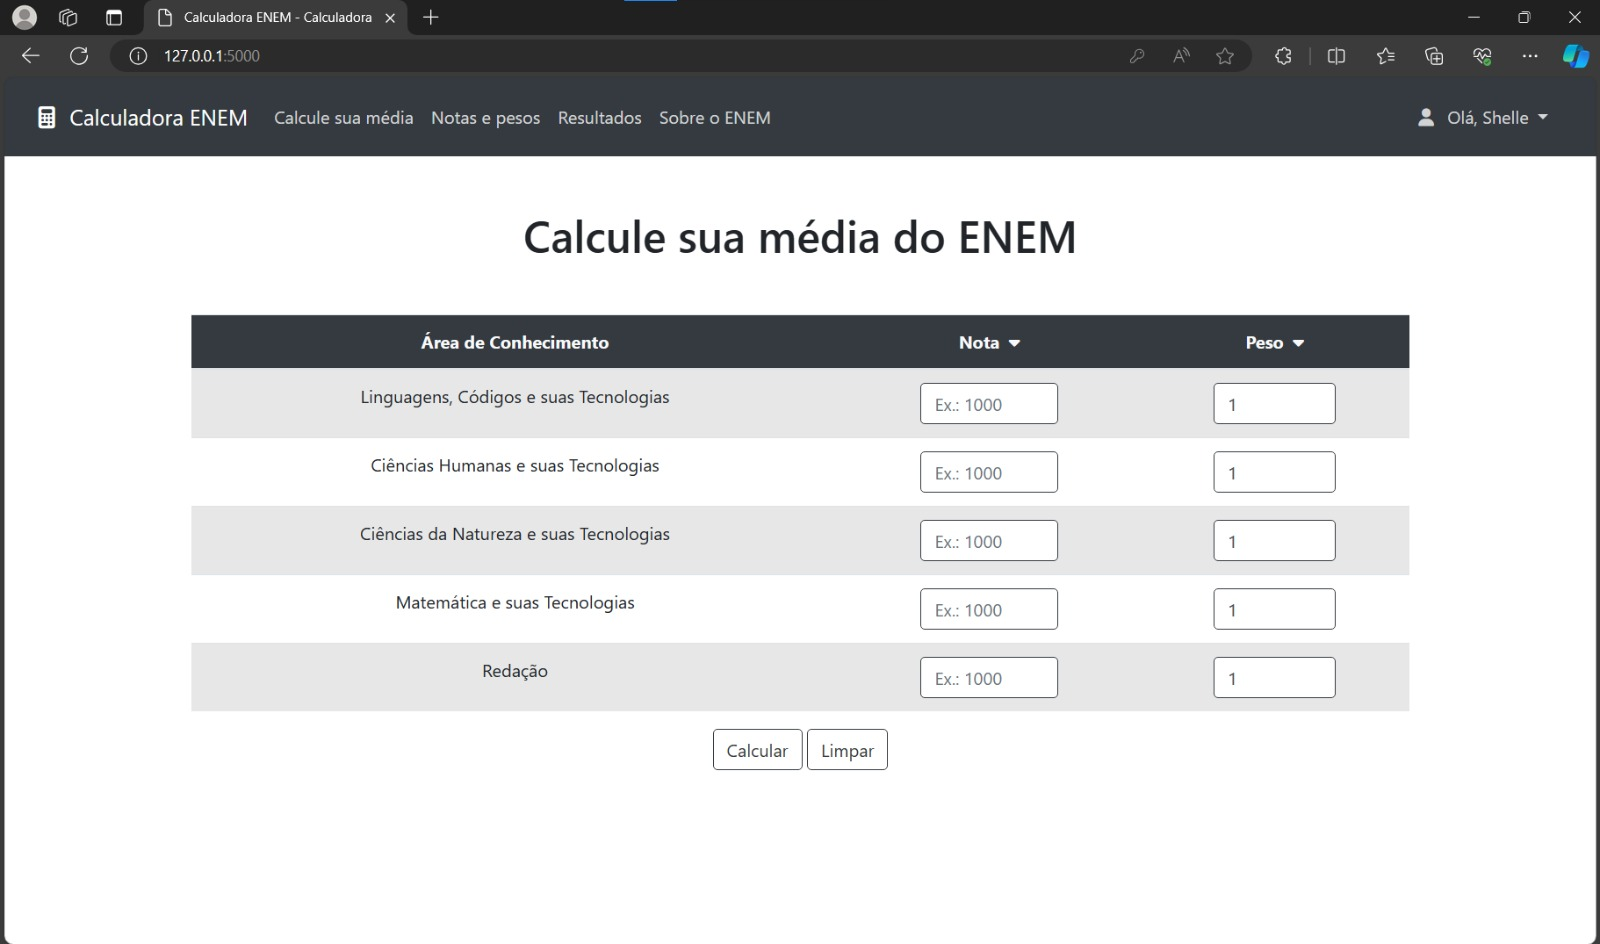 Calculadora ENEM - Calculadora
127.0.0.1:5000
Calculadora ENEM Calcule sua média Notas e pesos Resultados Sobre o ENEM Olá, Shelle
Calcule sua média do ENEM
Área de Conhecimento Nota Peso
Linguagens, Códigos e suas Tecnologias Ex.: 1000 1
Ciências Humanas e suas Tecnologias Ex.: 1000 1
Ciências da Natureza e suas Tecnologias Ex.: 1000 1
Matemática e suas Tecnologias Ex.: 1000 1
Redação Ex.: 1000 1
Calcular Limpar